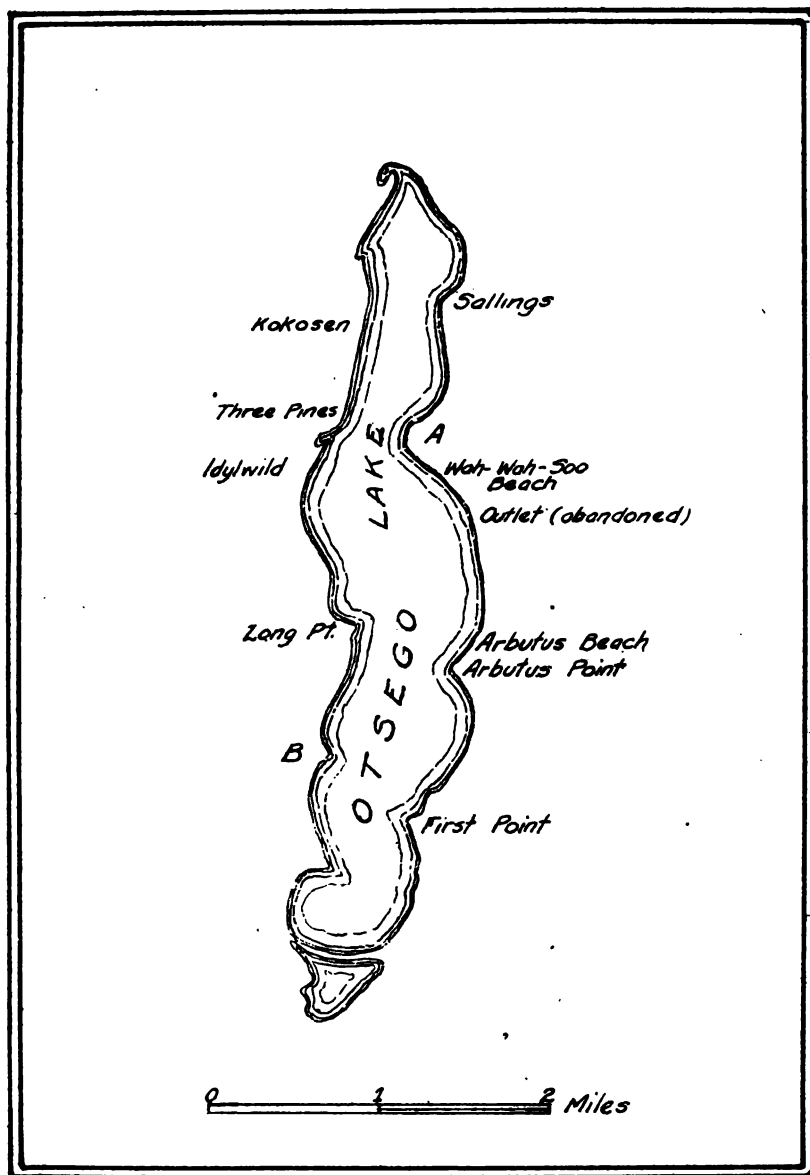 Sallings
Kokosen
Three Pines
A
Idylwild
Wah-Wah-Soo
Beach
Outlet (abandoned)
LAKE
Long Pt.
Arbutus Beach
Arbutus Point
OTSEGO
B
First Point
0 1 2 Miles